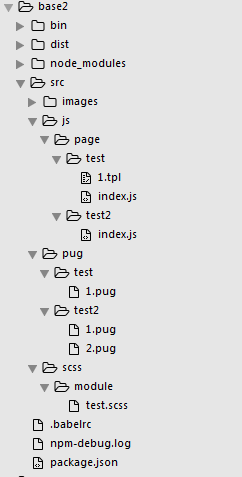 base2
bin
dist
node_modules
src
images
js
page
test
1.tpl
index.js
test2
index.js
pug
test
1.pug
test2
1.pug
2.pug
scss
module
test.scss
.babelrc
npm-debug.log
package.json